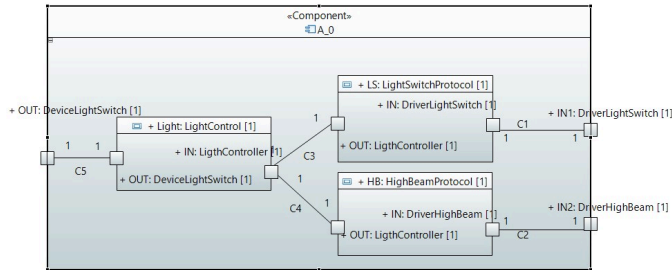 «Component»
A_0
+ LS: LightSwitchProtocol [1]
+ OUT: DeviceLightSwitch [1]
+ IN: DriverLightSwitch [1]
+ IN1: DriverLightSwitch [1]
+ Light: LightControl [1]
1
C1
1
1
1
1
+ IN: LigthController [1]
C3
+ OUT: LigthController [1]
1
C5
+ OUT: DeviceLightSwitch [1]
1
+ HB: HighBeamProtocol [1]
C4
1
+ IN: DriverHighBeam [1]
+ IN2: DriverHighBeam [1]
1
1
+ OUT: LigthController [1]
C2